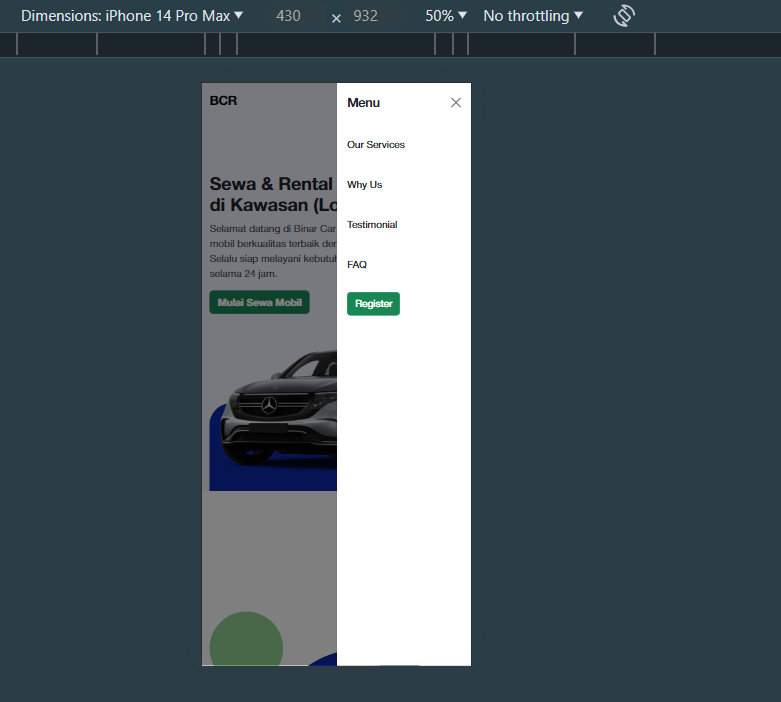 Dimensions: iPhone 14 Pro Max 430 × 932 50% No throttling
BCR
Sewa & Rental
di Kawasan (Lo
Selamat datang di Binar Car
mobil berkualitas terbaik der
Selalu siap melayani kebutuh
selama 24 jam.
Mulai Sewa Mobil
Menu
Our Services
Why Us
Testimonial
FAQ
Register